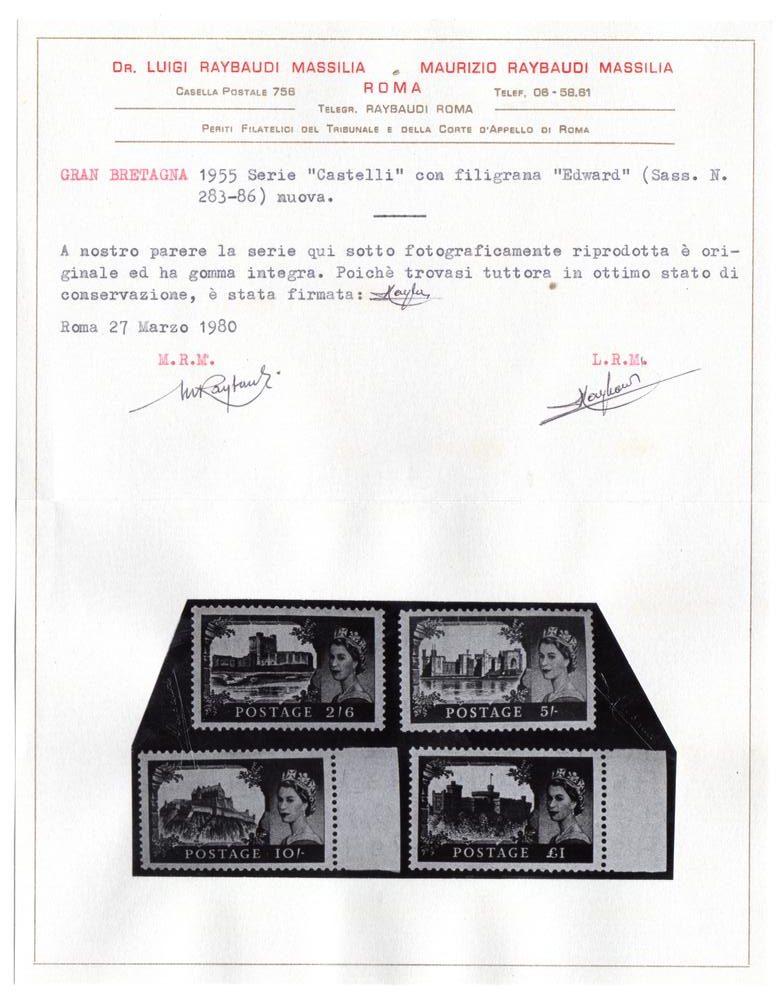 DR. LUIGI RAYBAUDI MASSILIA MAURIZIO RAYBAUDI MASSILIA
CASELLA POSTALE 756 ROMA TELEF. 06-58.61
TELEGR. RAYBAUDI ROMA
PERITI FILATELICI DEL TRIBUNALE E DELLA CORTE D'APPELLO DI ROMA
GRAN BRETAGNA 1955 Serie "Castelli" con filigrana "Edward" (Sass. N.
283-86) nuova.
A nostro parere la serie qui sotto fotograficamente riprodotta è ori-
ginale ed ha gomma integra. Poichè trovasi tuttora in ottimo stato di
conservazione, è stata firmata:
Roma 27 Marzo 1980
M.R.M. L.R.M.
POSTAGE 2/6 POSTAGE 5/-
POSTAGE 10/- POSTAGE £1